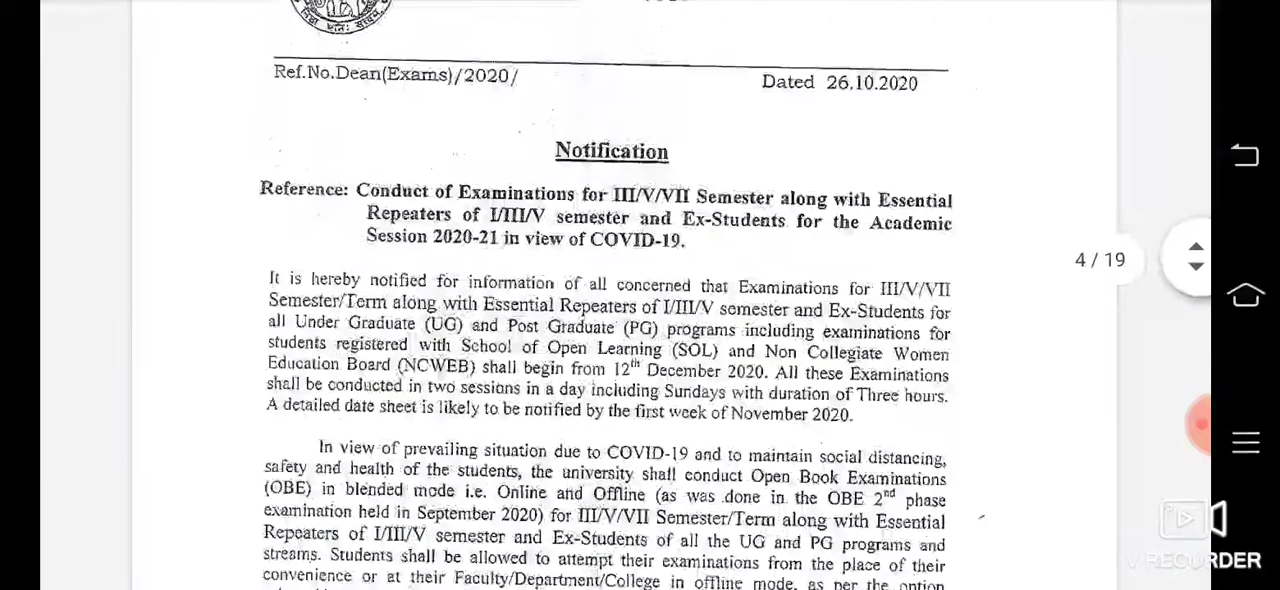 Ref.No.Dean(Exams)/2020/ Dated 26.10.2020
Notification
Reference: Conduct of Examinations for III/V/VII Semester along with Essential
Repeaters of I/III/V semester and Ex-Students for the Academic
Session 2020-21 in view of COVID-19.
It is hereby notified for information of all concerned that Examinations for III/V/VII
Semester/Term along with Essential Repeaters of I/III/V semester and Ex-Students for
all Under Graduate (UG) and Post Graduate (PG) programs including examinations for
students registered with School of Open Learning (SOL) and Non Collegiate Women
Education Board (NCWEB) shall begin from 12th December 2020. All these Examinations
shall be conducted in two sessions in a day including Sundays with duration of Three hours.
A detailed date sheet is likely to be notified by the first week of November 2020.
In view of prevailing situation due to COVID-19 and to maintain social distancing,
safety and health of the students, the university shall conduct Open Book Examinations
(OBE) in blended mode i.e. Online and Offline (as was done in the OBE 2nd phase
examination held in September 2020) for III/V/VII Semester/Term along with Essential
Repeaters of I/III/V semester and Ex-Students of all the UG and PG programs and
streams. Students shall be allowed to attempt their examinations from the place of their
convenience or at their Faculty/Department/College in offline mode, as per the option
4 / 19
V RECORDER